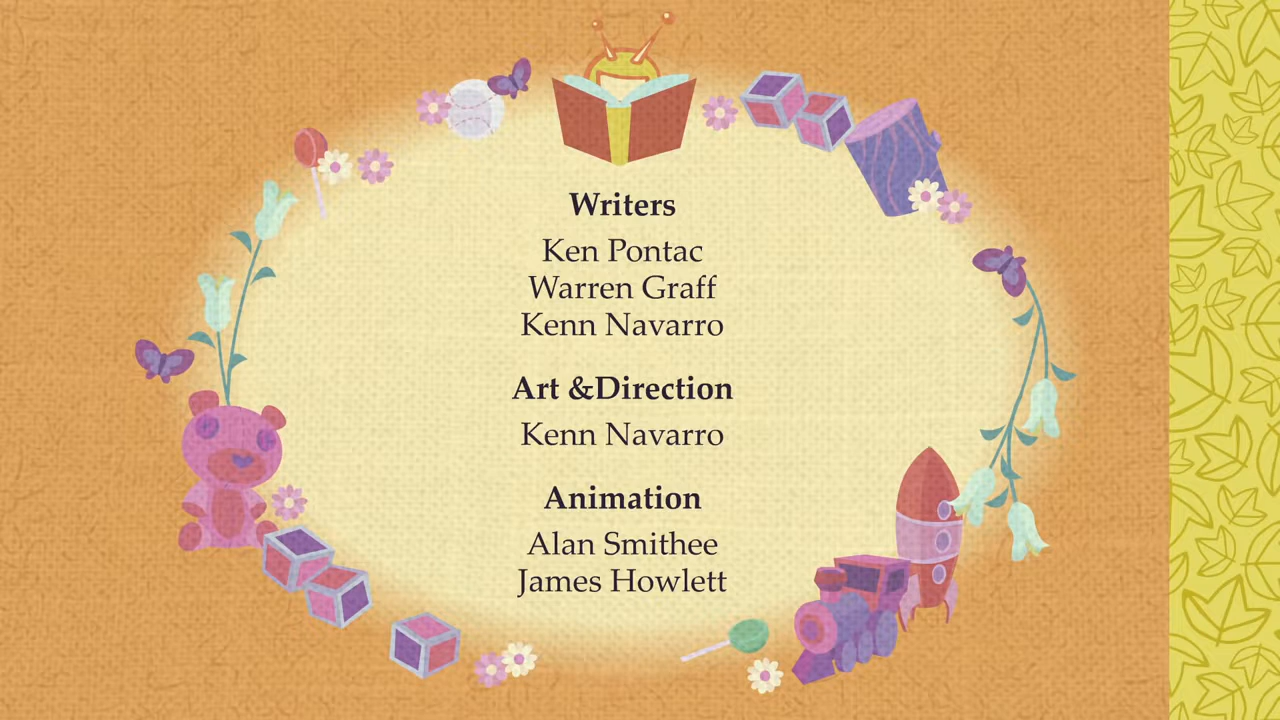 Writers
Ken Pontac
Warren Graff
Kenn Navarro
Art &Direction
Kenn Navarro
Animation
Alan Smithee
James Howlett